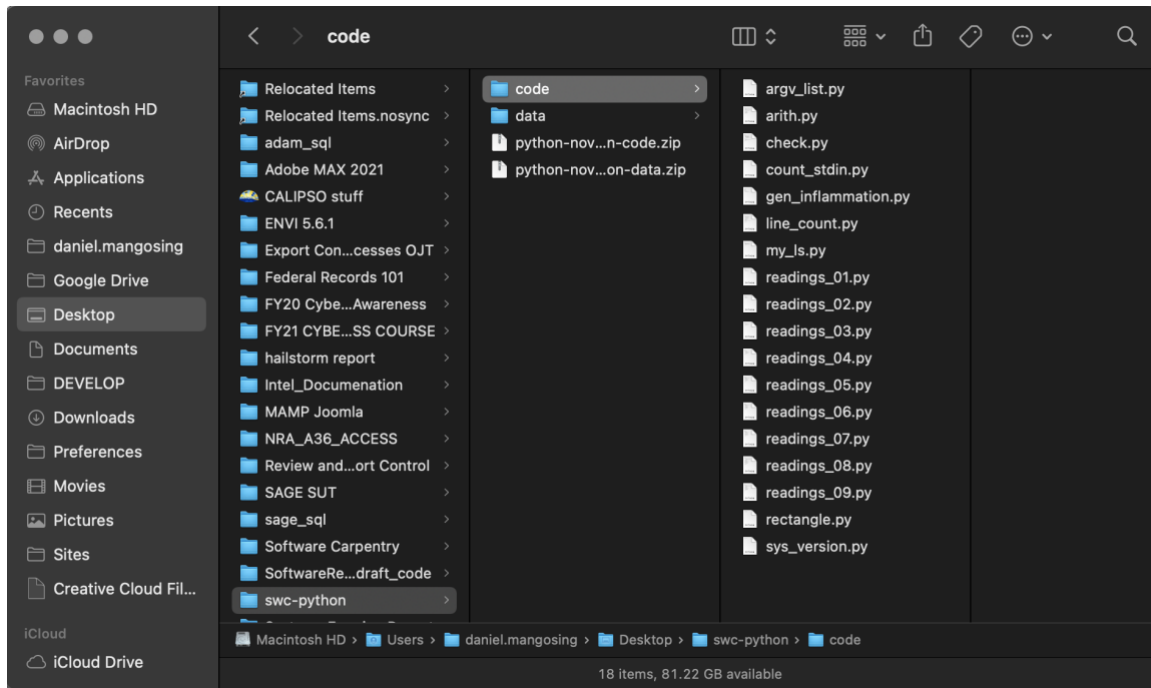 code
Favorites
Macintosh HD
AirDrop
Applications
Recents
daniel.mangosing
Google Drive
Desktop
Documents
DEVELOP
Downloads
Preferences
Movies
Pictures
Sites
Creative Cloud Fil...
iCloud
iCloud Drive
Relocated Items
Relocated Items.nosync
adam_sql
Adobe MAX 2021
CALIPSO stuff
ENVI 5.6.1
Export Con...cesses OJT
Federal Records 101
FY20 Cybe...Awareness
FY21 CYBE...SS COURSE
hailstorm report
Intel_Documenation
MAMP Joomla
NRA_A36_ACCESS
Review and...ort Control
SAGE SUT
sage_sql
Software Carpentry
SoftwareRe...draft_code
swc-python
code
data
python-nov...n-code.zip
python-nov...on-data.zip
argv_list.py
arith.py
check.py
count_stdin.py
gen_inflammation.py
line_count.py
my_ls.py
readings_01.py
readings_02.py
readings_03.py
readings_04.py
readings_05.py
readings_06.py
readings_07.py
readings_08.py
readings_09.py
rectangle.py
sys_version.py
Macintosh HD › Users › daniel.mangosing › Desktop › swc-python › code
18 items, 81.22 GB available